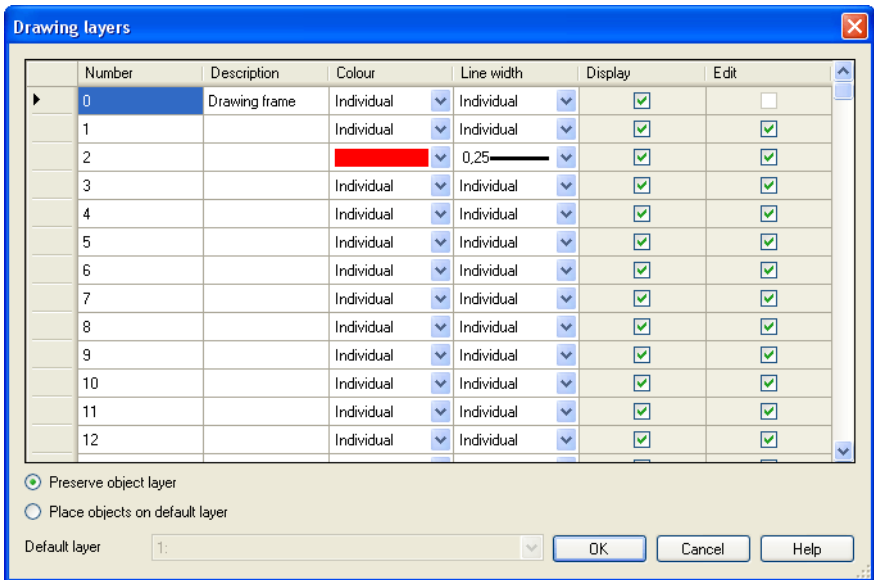 Drawing layers
Number Description Colour Line width Display Edit
0 Drawing frame Individual Individual
1 Individual Individual
2 0,25
3 Individual Individual
4 Individual Individual
5 Individual Individual
6 Individual Individual
7 Individual Individual
8 Individual Individual
9 Individual Individual
10 Individual Individual
11 Individual Individual
12 Individual Individual
Preserve object layer
Place objects on default layer
Default layer 1: OK Cancel Help